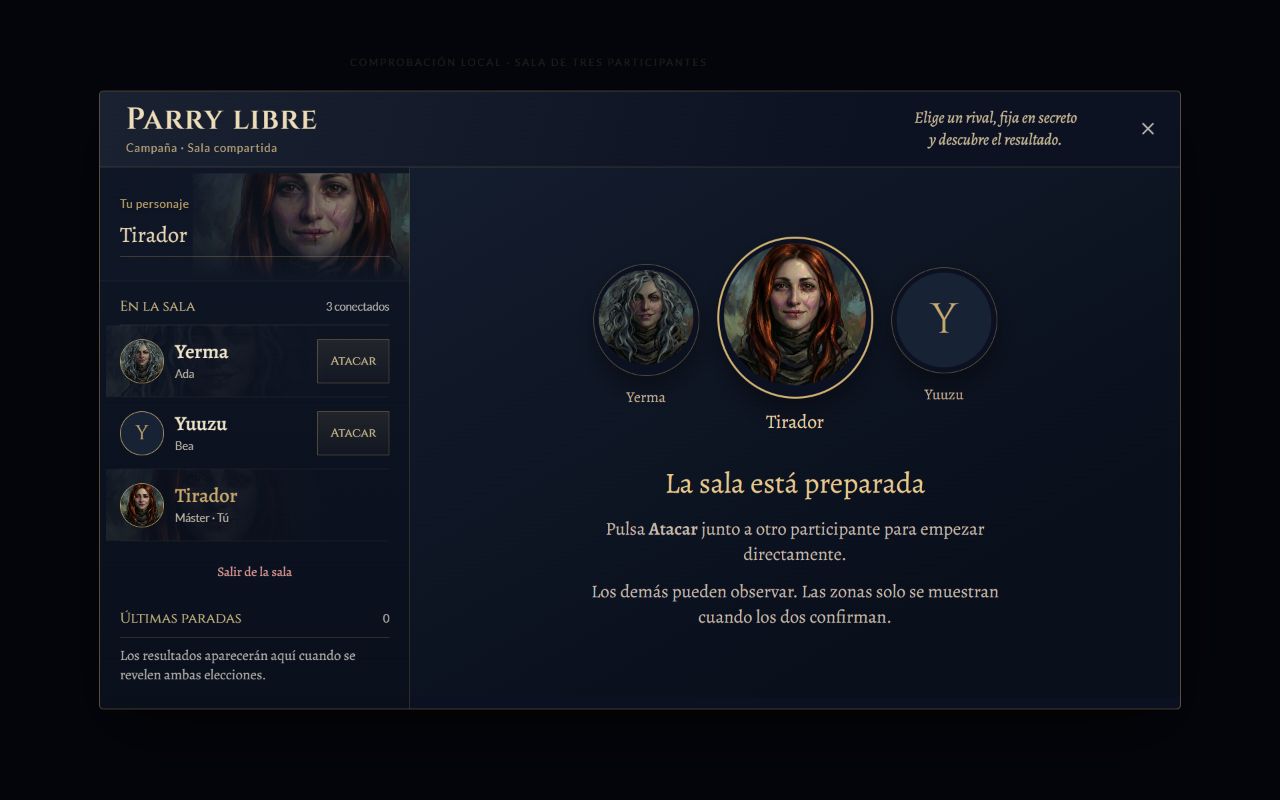 COMPROBACIÓN LOCAL · SALA DE TRES PARTICIPANTES
Parry libre
Campaña · Sala compartida
Elige un rival, fija en secreto
y descubre el resultado.
×
Tu personaje
Tirador
En la sala
3 conectados
Yerma
Ada
Atacar
Y
Yuuzu
Bea
Atacar
Tirador
Máster · Tú
Salir de la sala
Últimas paradas
0
Los resultados aparecerán aquí cuando se
revelen ambas elecciones.
Y
Yerma
Tirador
Yuuzu
La sala está preparada
Pulsa Atacar junto a otro participante para empezar
directamente.
Los demás pueden observar. Las zonas solo se muestran
cuando los dos confirman.